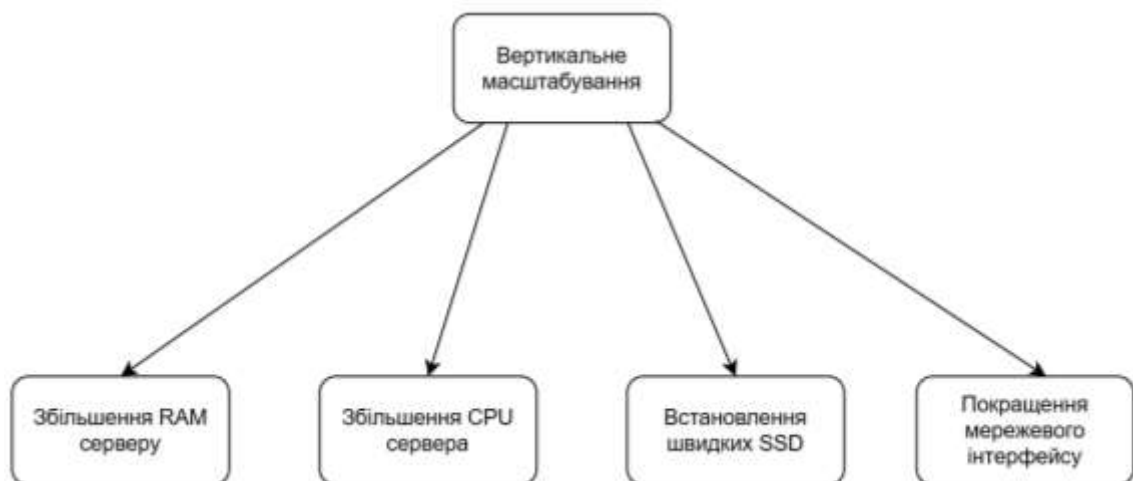 Вертикальне
масштабування
Збільшення RAM
серверу
Збільшення CPU
сервера
Встановлення
швидких SSD
Покращення
мережевого
інтерфейсу